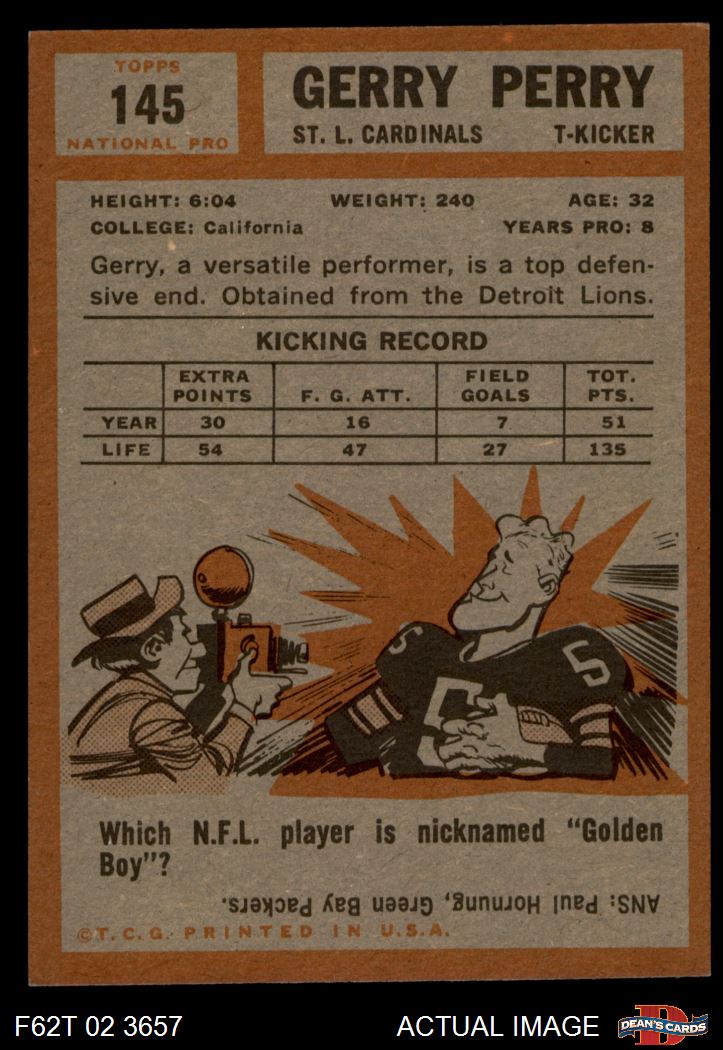 TOPPS
145
NATIONAL PRO
GERRY PERRY
ST. L. CARDINALS T-KICKER
HEIGHT: 6:04 WEIGHT: 240 AGE: 32
COLLEGE: California YEARS PRO: 8
Gerry, a versatile performer, is a top defen-
sive end. Obtained from the Detroit Lions.
KICKING RECORD
EXTRA POINTS F. G. ATT. FIELD GOALS TOT. PTS.
YEAR 30 16 7 51
LIFE 54 47 27 135
5 5 5
Which N.F.L. player is nicknamed "Golden
Boy"?
ANS: Paul Hornung, Green Bay Packers.
©T.C.G. PRINTED IN U.S.A.
F62T 02 3657 ACTUAL IMAGE D DEAN'S CARDS